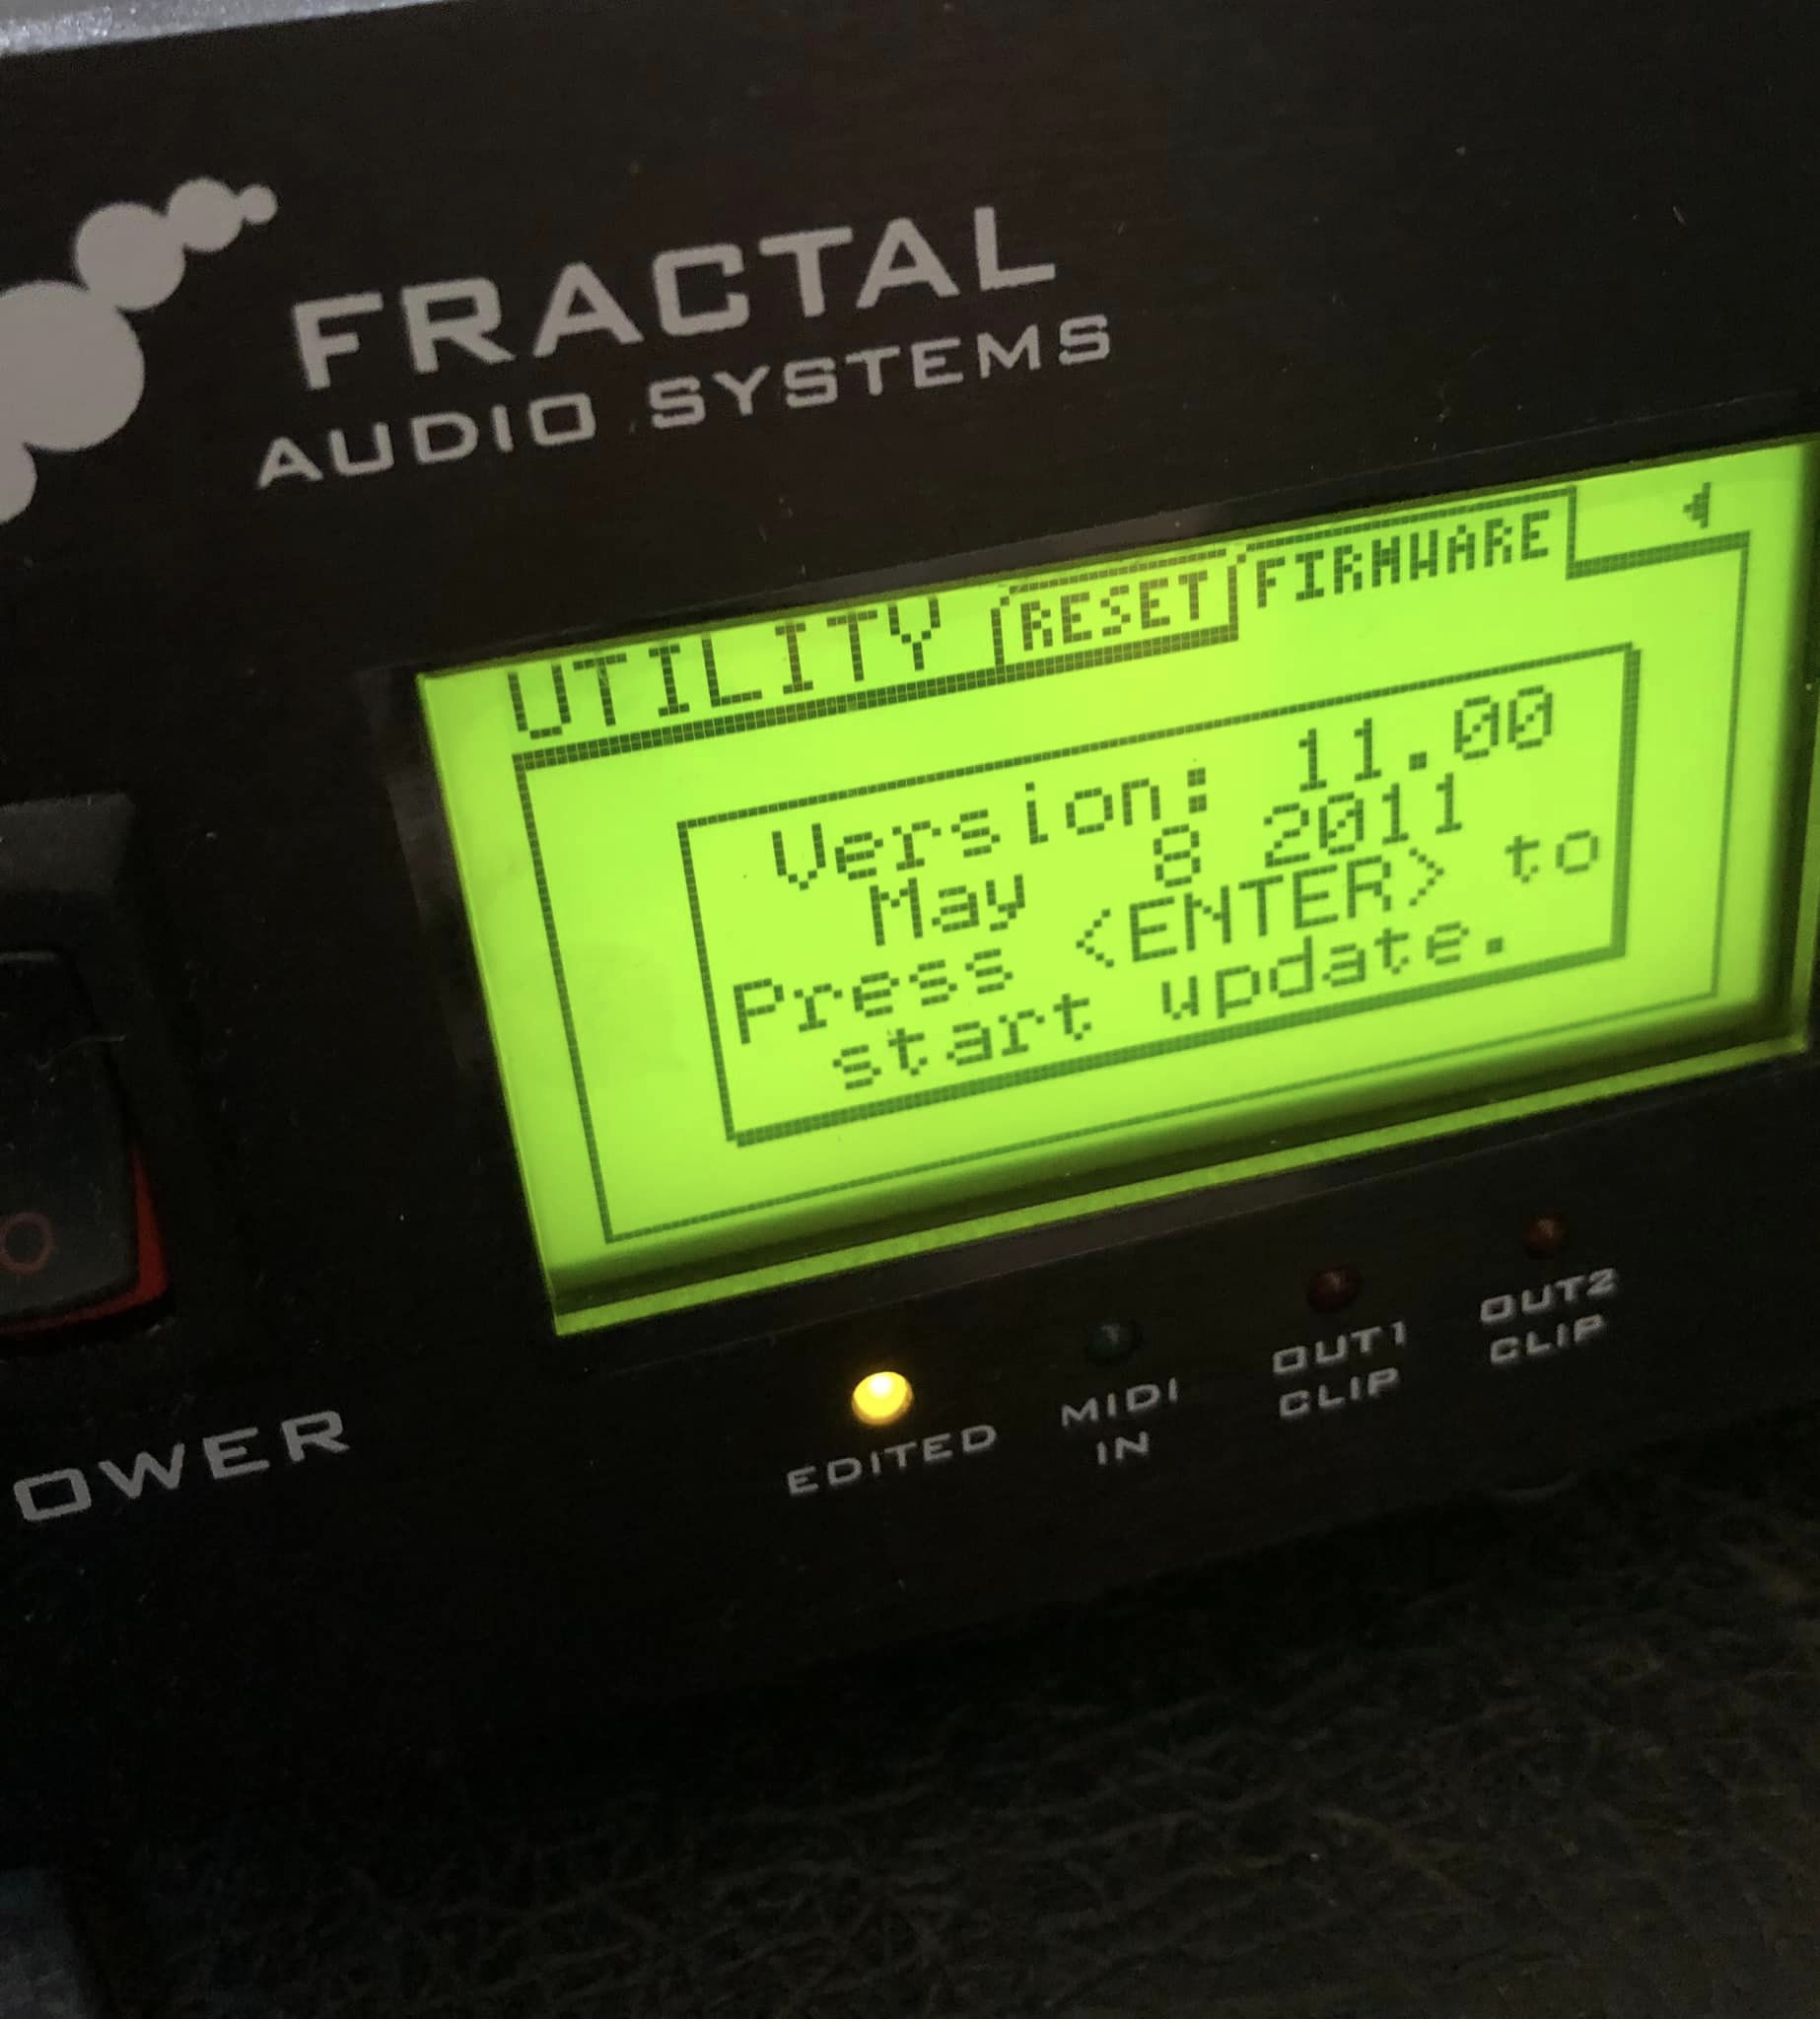 FRACTAL
AUDIO SYSTEMS
UTILITY RESET FIRMWARE
Version: 11.00
May 8 2011
Press <ENTER> to
start update.
OWER
EDITED
MIDI
IN
OUT1
CLIP
OUT2
CLIP